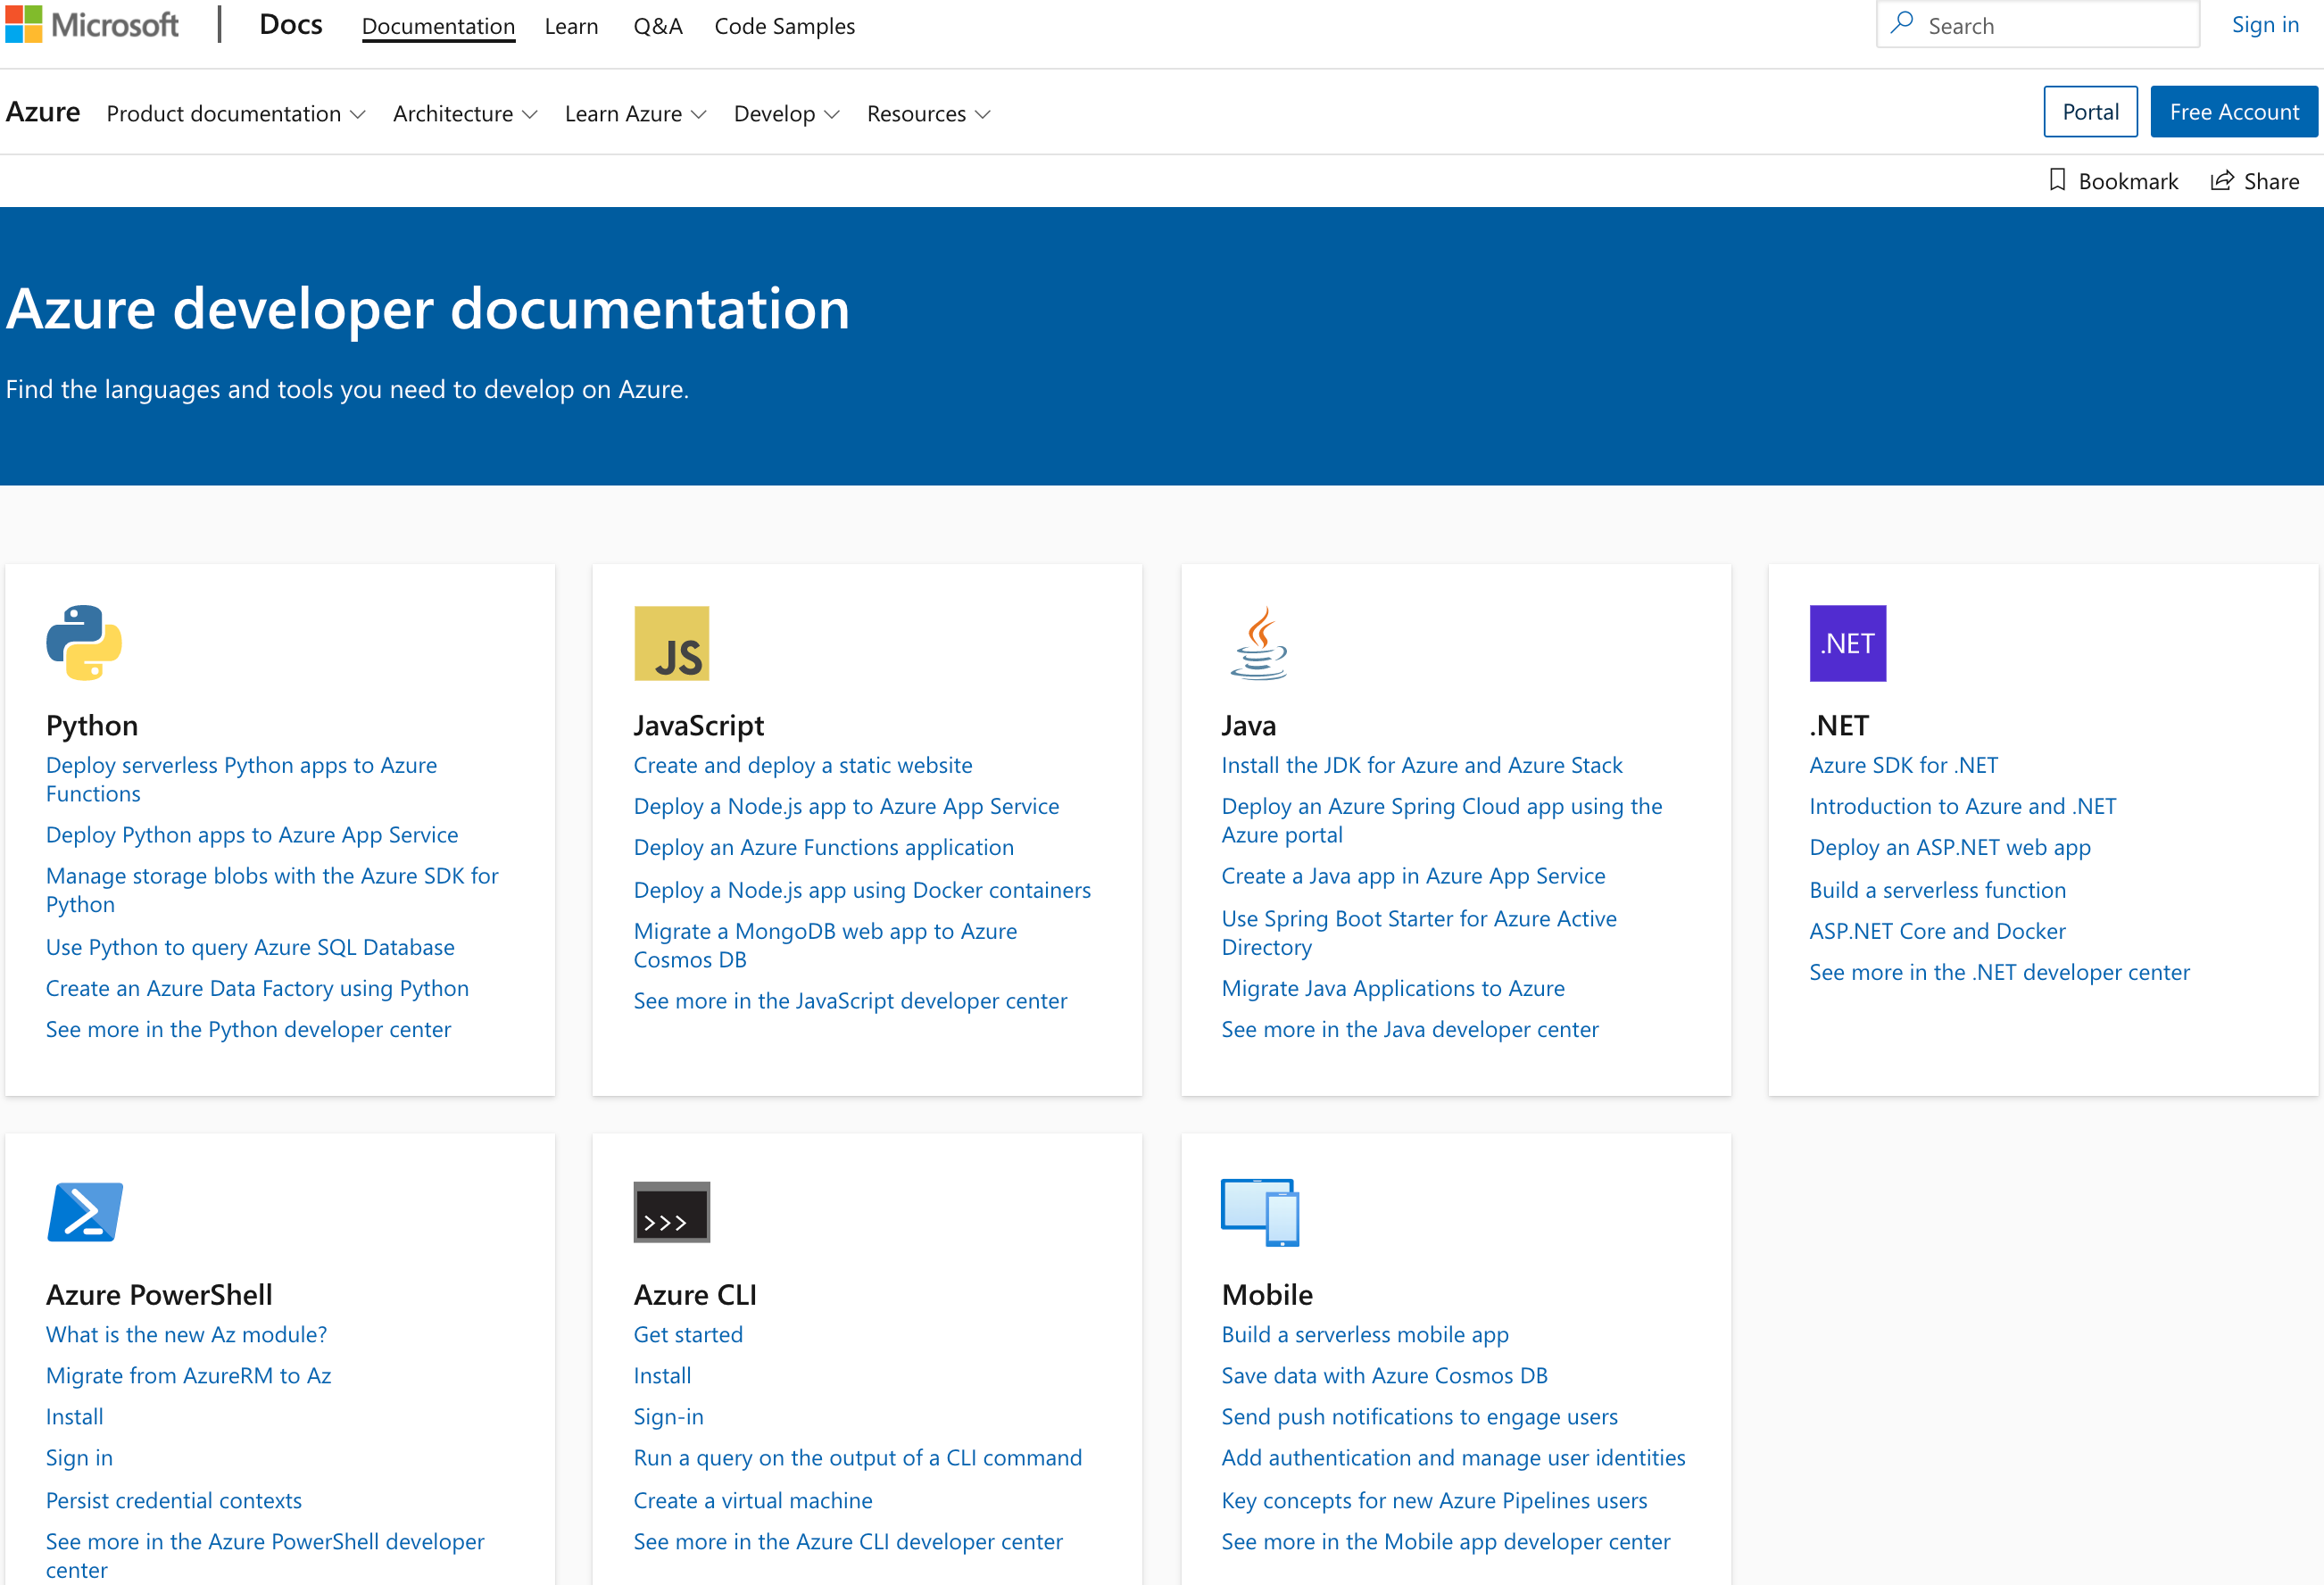 Microsoft
Docs
Documentation
Learn
Q&A
Code Samples
Search
Sign in
Azure
Product documentation
Architecture
Learn Azure
Develop
Resources
Portal
Free Account
Bookmark
Share
Azure developer documentation
Find the languages and tools you need to develop on Azure.
Python
Deploy serverless Python apps to Azure
Functions
Deploy Python apps to Azure App Service
Manage storage blobs with the Azure SDK for
Python
Use Python to query Azure SQL Database
Create an Azure Data Factory using Python
See more in the Python developer center
JS
JavaScript
Create and deploy a static website
Deploy a Node.js app to Azure App Service
Deploy an Azure Functions application
Deploy a Node.js app using Docker containers
Migrate a MongoDB web app to Azure
Cosmos DB
See more in the JavaScript developer center
Java
Install the JDK for Azure and Azure Stack
Deploy an Azure Spring Cloud app using the
Azure portal
Create a Java app in Azure App Service
Use Spring Boot Starter for Azure Active
Directory
Migrate Java Applications to Azure
See more in the Java developer center
.NET
.NET
Azure SDK for .NET
Introduction to Azure and .NET
Deploy an ASP.NET web app
Build a serverless function
ASP.NET Core and Docker
See more in the .NET developer center
Azure PowerShell
What is the new Az module?
Migrate from AzureRM to Az
Install
Sign in
Persist credential contexts
See more in the Azure PowerShell developer
center
>>>
Azure CLI
Get started
Install
Sign-in
Run a query on the output of a CLI command
Create a virtual machine
See more in the Azure CLI developer center
Mobile
Build a serverless mobile app
Save data with Azure Cosmos DB
Send push notifications to engage users
Add authentication and manage user identities
Key concepts for new Azure Pipelines users
See more in the Mobile app developer center